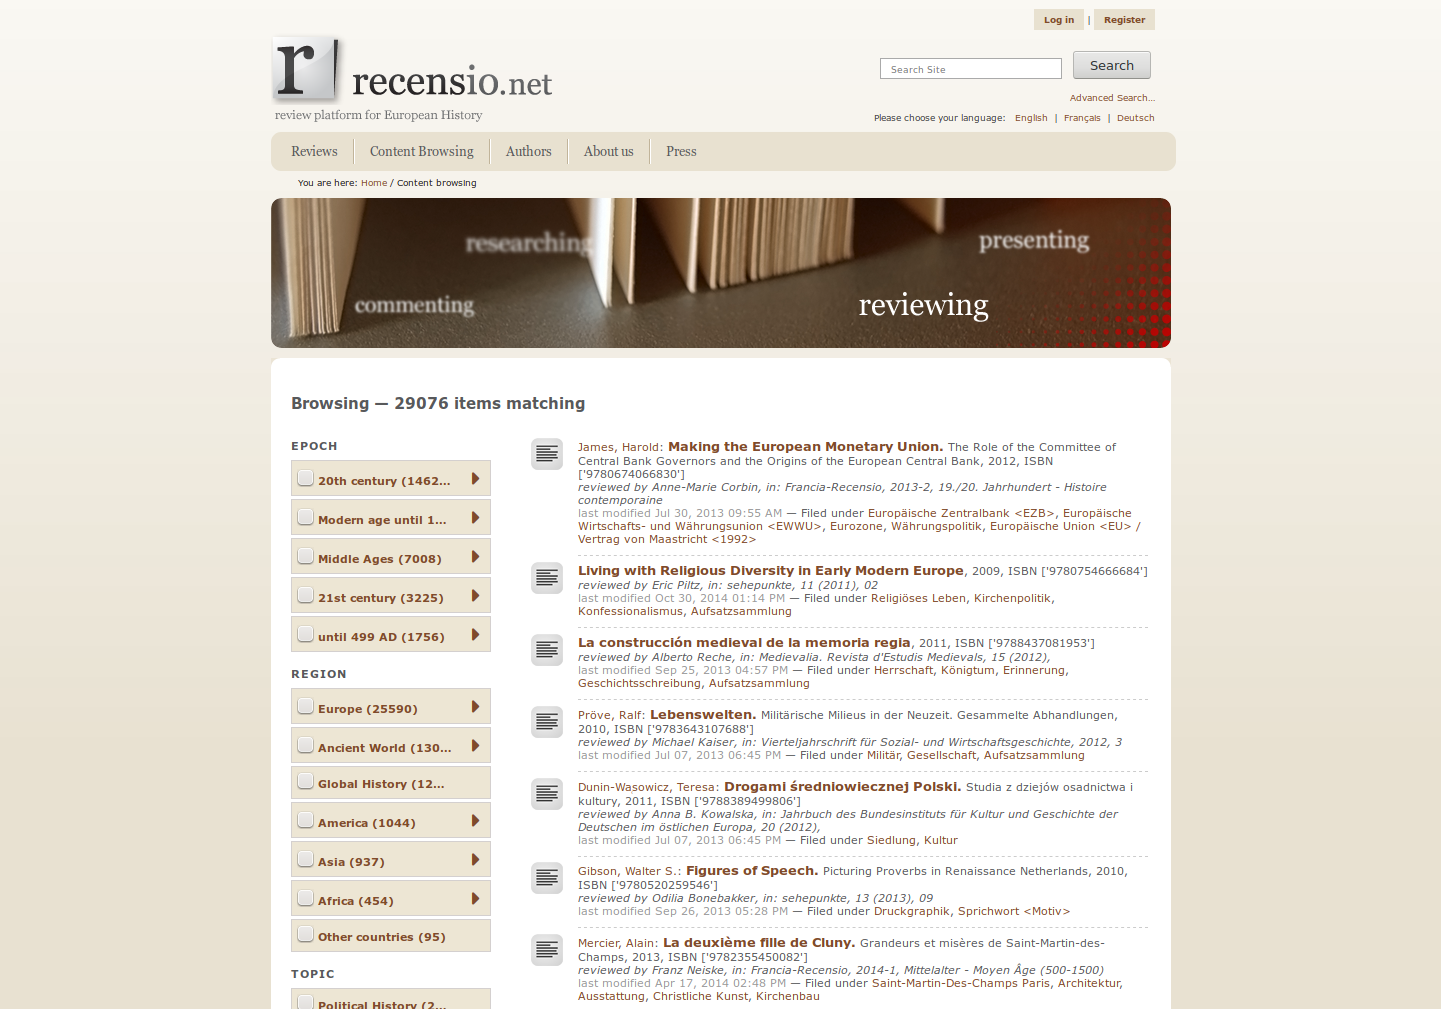 Log in | Register
r recensio.net
review platform for European History
Search Site
Search
Advanced Search...
Please choose your language: English | Français | Deutsch
Reviews
Content Browsing
Authors
About us
Press
You are here: Home / Content browsing
researching
presenting
commenting
reviewing
Browsing — 29076 items matching
EPOCH
20th century (1462...
Modern age until 1...
Middle Ages (7008)
21st century (3225)
until 499 AD (1756)
REGION
Europe (25590)
Ancient World (130...
Global History (12...
America (1044)
Asia (937)
Africa (454)
Other countries (95)
TOPIC
Political History (2...
James, Harold: Making the European Monetary Union. The Role of the Committee of
Central Bank Governors and the Origins of the European Central Bank, 2012, ISBN
['9780674066830']
reviewed by Anne-Marie Corbin, in: Francia-Recensio, 2013-2, 19./20. Jahrhundert - Histoire
contemporaine
last modified Jul 30, 2013 09:55 AM — Filed under Europäische Zentralbank <EZB>, Europäische
Wirtschafts- und Währungsunion <EWWU>, Eurozone, Währungspolitik, Europäische Union <EU> /
Vertrag von Maastricht <1992>
Living with Religious Diversity in Early Modern Europe, 2009, ISBN ['9780754666684']
reviewed by Eric Piltz, in: sehepunkte, 11 (2011), 02
last modified Oct 30, 2014 01:14 PM — Filed under Religiöses Leben, Kirchenpolitik,
Konfessionalismus, Aufsatzsammlung
La construcción medieval de la memoria regia, 2011, ISBN ['9788437081953']
reviewed by Alberto Reche, in: Medievalia. Revista d'Estudis Medievals, 15 (2012),
last modified Sep 25, 2013 04:57 PM — Filed under Herrschaft, Königtum, Erinnerung,
Geschichtsschreibung, Aufsatzsammlung
Pröve, Ralf: Lebenswelten. Militärische Milieus in der Neuzeit. Gesammelte Abhandlungen,
2010, ISBN ['9783643107688']
reviewed by Michael Kaiser, in: Vierteljahrschrift für Sozial- und Wirtschaftsgeschichte, 2012, 3
last modified Jul 07, 2013 06:45 PM — Filed under Militär, Gesellschaft, Aufsatzsammlung
Dunin-Wąsowicz, Teresa: Drogami średniowiecznej Polski. Studia z dziejów osadnictwa i
kultury, 2011, ISBN ['9788389499806']
reviewed by Anna B. Kowalska, in: Jahrbuch des Bundesinstituts für Kultur und Geschichte der
Deutschen im östlichen Europa, 20 (2012),
last modified Jul 07, 2013 06:45 PM — Filed under Siedlung, Kultur
Gibson, Walter S.: Figures of Speech. Picturing Proverbs in Renaissance Netherlands, 2010,
ISBN ['9780520259546']
reviewed by Odilia Bonebakker, in: sehepunkte, 13 (2013), 09
last modified Sep 26, 2013 05:28 PM — Filed under Druckgraphik, Sprichwort <Motiv>
Mercier, Alain: La deuxième fille de Cluny. Grandeurs et misères de Saint-Martin-des-
Champs, 2013, ISBN ['9782355450082']
reviewed by Franz Neiske, in: Francia-Recensio, 2014-1, Mittelalter - Moyen Âge (500-1500)
last modified Apr 17, 2014 02:48 PM — Filed under Saint-Martin-Des-Champs Paris, Architektur,
Ausstattung, Christliche Kunst, Kirchenbau